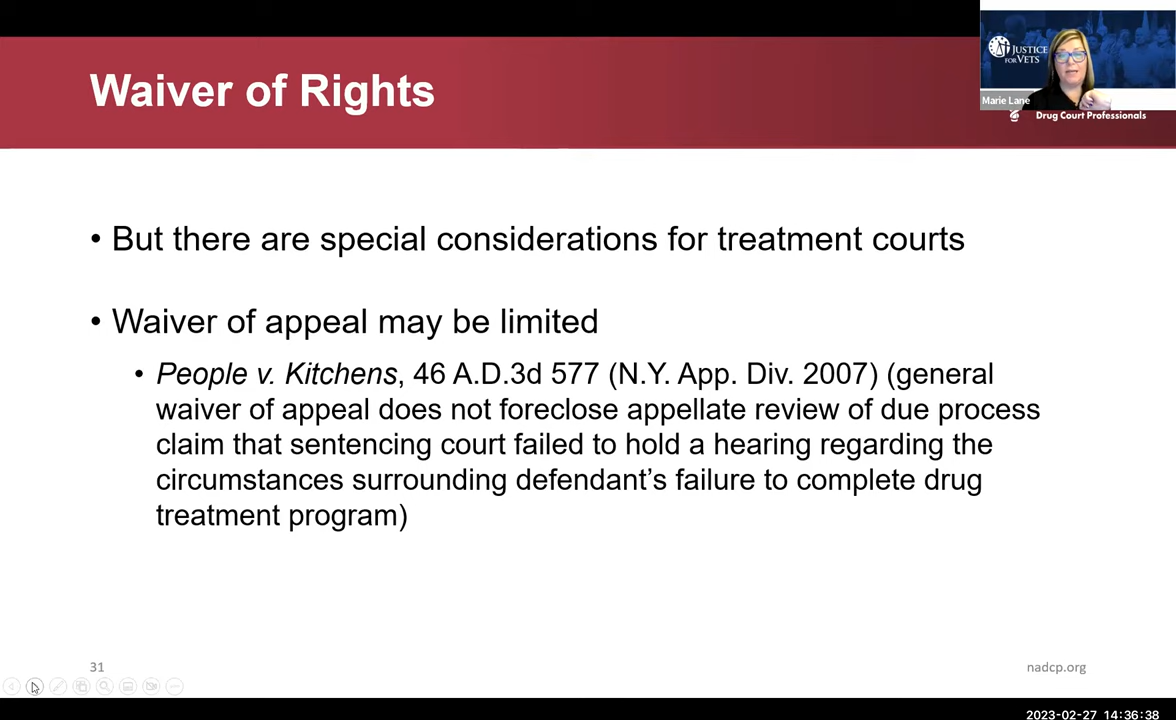 Waiver of Rights
JUSTICE
FOR VETS
Marie Lane
Drug Court Professionals
• But there are special considerations for treatment courts
• Waiver of appeal may be limited
• People v. Kitchens, 46 A.D.3d 577 (N.Y. App. Div. 2007) (general
waiver of appeal does not foreclose appellate review of due process
claim that sentencing court failed to hold a hearing regarding the
circumstances surrounding defendant’s failure to complete drug
treatment program)
31
nadcp.org
2023-02-27 14:36:38